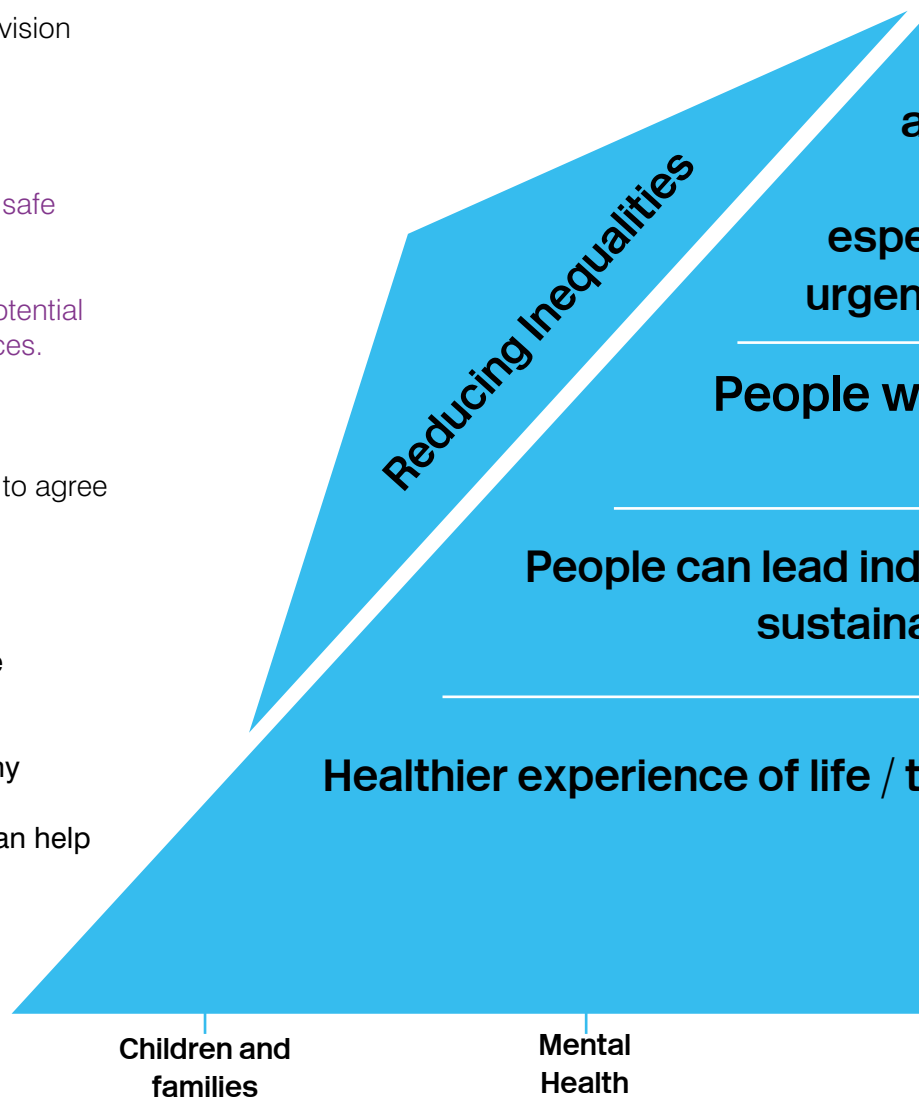 vision
safe
otential
ces.
to agree
e
ny
an help
Reducing Inequalities
a
espe
urgen
People w
People can lead ind
sustaina
Healthier experience of life / t
Children and
families
Mental
Health